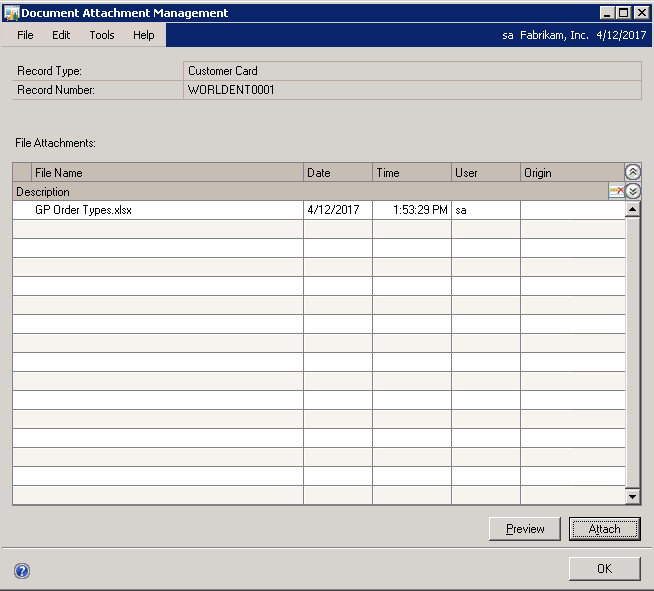 Document Attachment Management
File Edit Tools Help sa Fabrikam, Inc. 4/12/2017
Record Type: Customer Card
Record Number: WORLDENT0001
File Attachments:
File Name Date Time User Origin
Description
GP Order Types.xlsx 4/12/2017 1:53:29 PM sa
Preview Attach
? OK